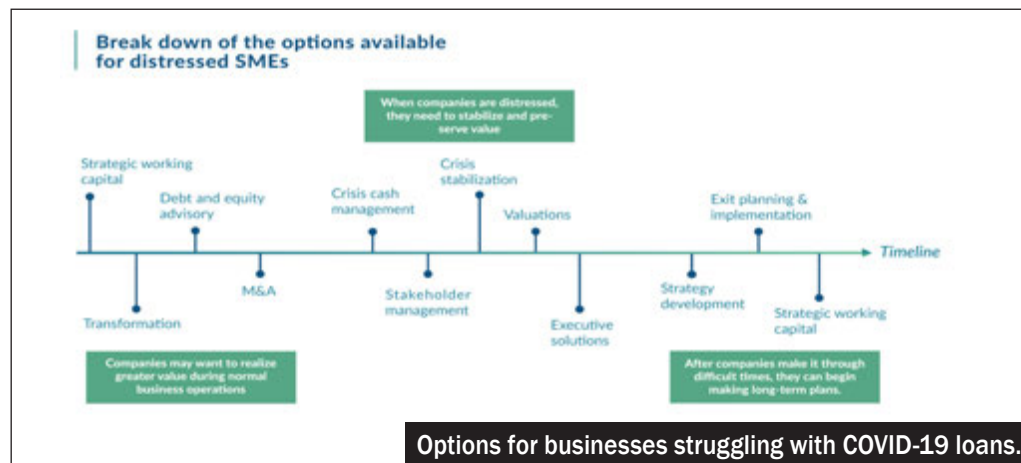 Break down of the options available
for distressed SMEs
When companies are distressed,
they need to stabilize and pre-
serve value
Strategic working
capital
Debt and equity
advisory
Crisis cash
management
Crisis
stabilization
Valuations
Exit planning &
implementation
Timeline
Transformation
M&A
Stakeholder
management
Executive
solutions
Strategy
development
Strategic working
capital
Companies may want to realize
greater value during normal
business operations
After companies make it through
difficult times, they can begin
making long-term plans.
Options for businesses struggling with COVID-19 loans.